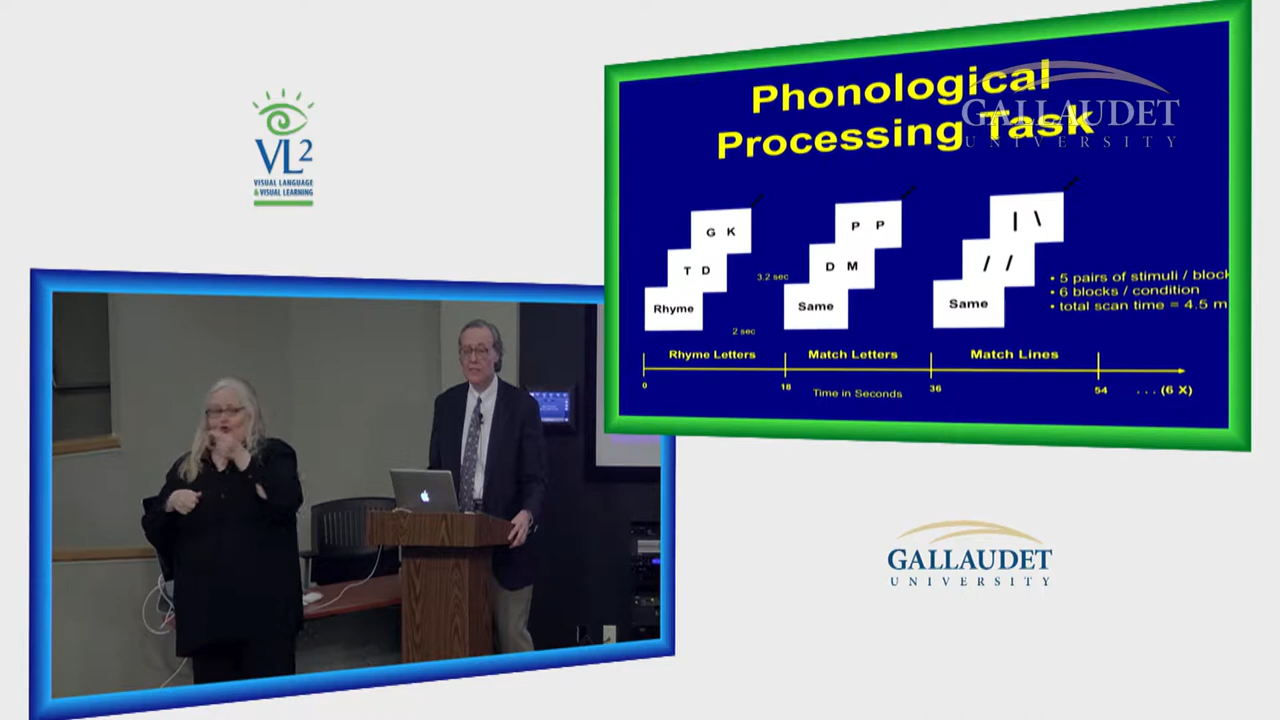 VL2
VISUAL LANGUAGE
& VISUAL LEARNING
Phonological
Processing Task
GALLAUDET
UNIVERSITY
G K
T D
Rhyme
3.2 sec
2 sec
P P
D M
Same
| \
/ /
Same
• 5 pairs of stimuli / block
• 6 blocks / condition
• total scan time = 4.5 m
Rhyme Letters
Match Letters
Match Lines
0
18
36
54
. . . (6 X)
Time in Seconds
GALLAUDET
UNIVERSITY